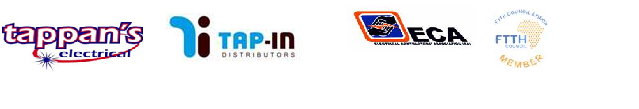 tappan's
electrical
TAP-IN
DISTRIBUTORS
ECA
FTTH
COUNCIL
MEMBER